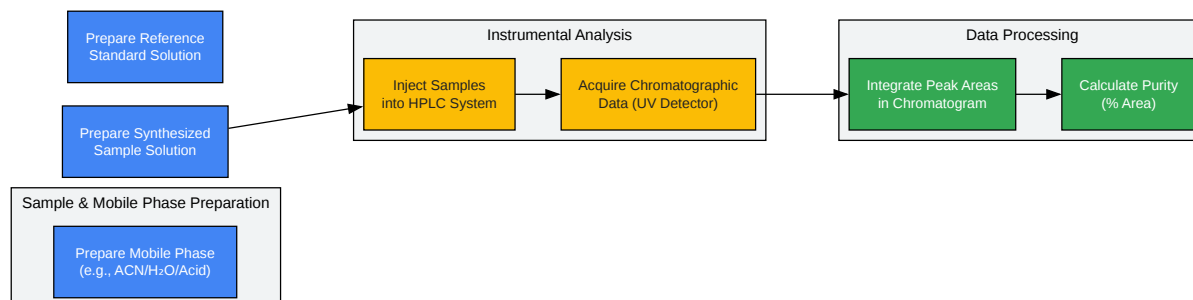 Prepare Reference
Standard Solution
Prepare Synthesized
Sample Solution
Sample & Mobile Phase Preparation
Prepare Mobile Phase
(e.g., ACN/H₂O/Acid)
Instrumental Analysis
Inject Samples
into HPLC System
Acquire Chromatographic
Data (UV Detector)
Data Processing
Integrate Peak Areas
in Chromatogram
Calculate Purity
(% Area)